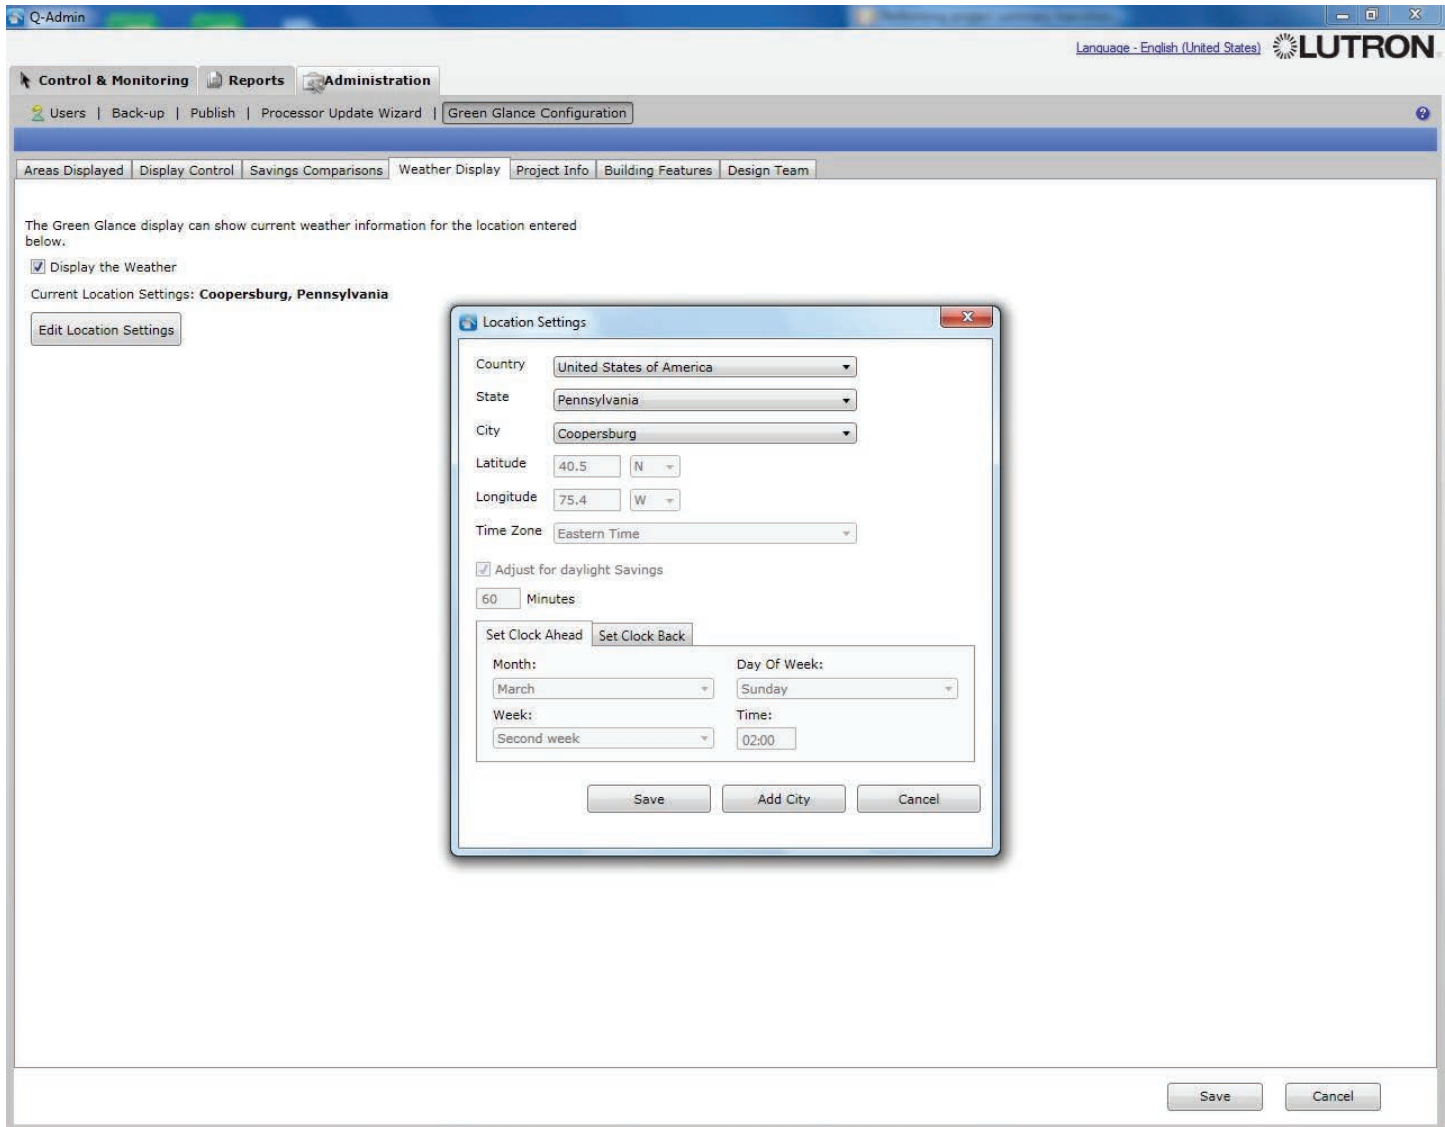 Q-Admin
Language - English (United States) LUTRON
Control & Monitoring Reports Administration
Users | Back-up | Publish | Processor Update Wizard | Green Glance Configuration
Areas Displayed Display Control Savings Comparisons Weather Display Project Info Building Features Design Team
The Green Glance display can show current weather information for the location entered
below.
Display the Weather
Current Location Settings: Coopersburg, Pennsylvania
Edit Location Settings
Location Settings
Country United States of America
State Pennsylvania
City Coopersburg
Latitude 40.5 N
Longitude 75.4 W
Time Zone Eastern Time
Adjust for daylight Savings
60 Minutes
Set Clock Ahead Set Clock Back
Month: Day Of Week:
March Sunday
Week: Time:
Second week 02:00
Save Add City Cancel
Save Cancel